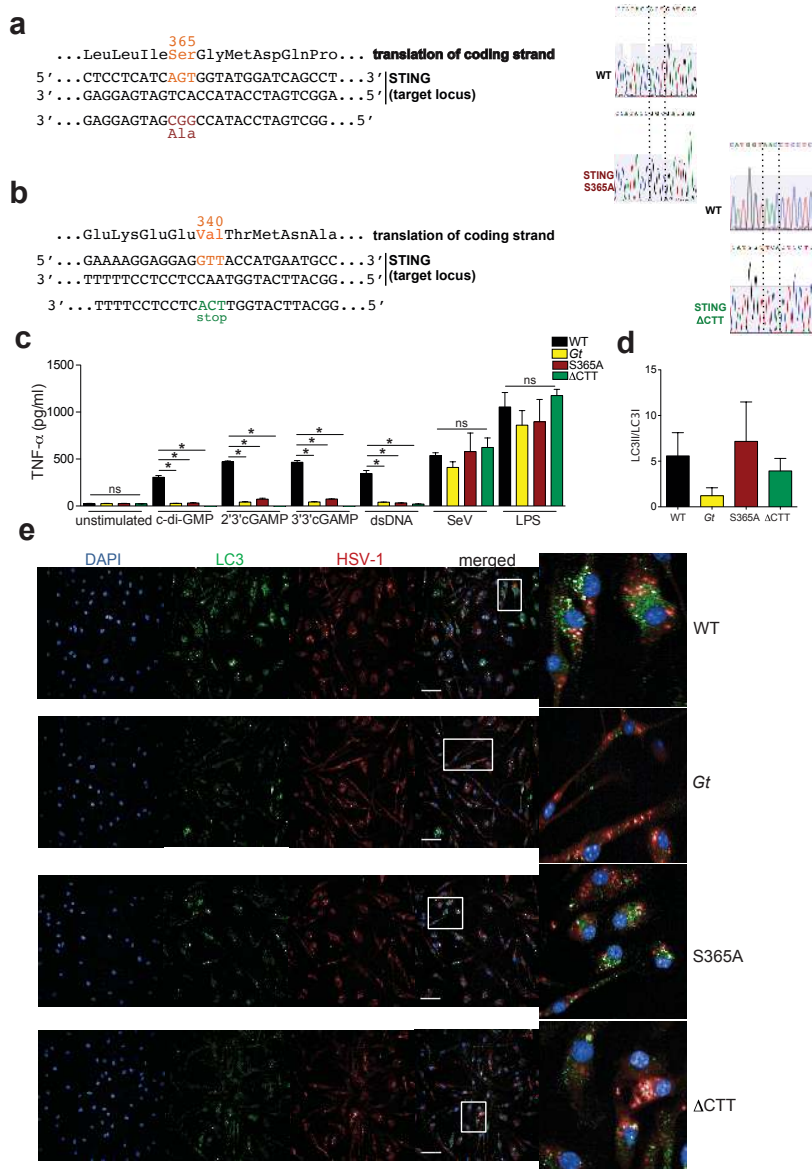 a
365
...LeuLeuIleSerGlyMetAspGlnPro... translation of coding strand
5’...CTCCTCATCAGTGGTATGGATCAGCCT...3’ STING
3’...GAGGAGTAGTCACCATACCTAGTCGGA...5’ (target locus)
3’...GAGGAGTAGCGGCCATACCTAGTCGG...5’
Ala
WT
STING
S365A
b
340
...GluLysGluGluValThrMetAsnAla... translation of coding strand
5’...GAAAAGGAGGAGGTTACCATGAATGCC...3’ STING
3’...TTTTTCCTCCTCCAATGGTACTTACGG...5’ (target locus)
3’...TTTTCCTCCTCACTTGGTACTTACGG...5’
stop
CATGGTAACCTCCTC
WT
STING
ΔCTT
c
WT
Gt
S365A
ΔCTT
TNF-α (pg/ml)
1500
1000
500
0
ns
*
*
*
*
*
*
*
*
*
*
*
*
ns
ns
unstimulated c-di-GMP 2'3'cGAMP 3'3'cGAMP dsDNA SeV LPS
d
LC3II/LC3I
15
10
5
0
WT Gt S365A ΔCTT
e
DAPI LC3 HSV-1 merged
WT
Gt
S365A
ΔCTT